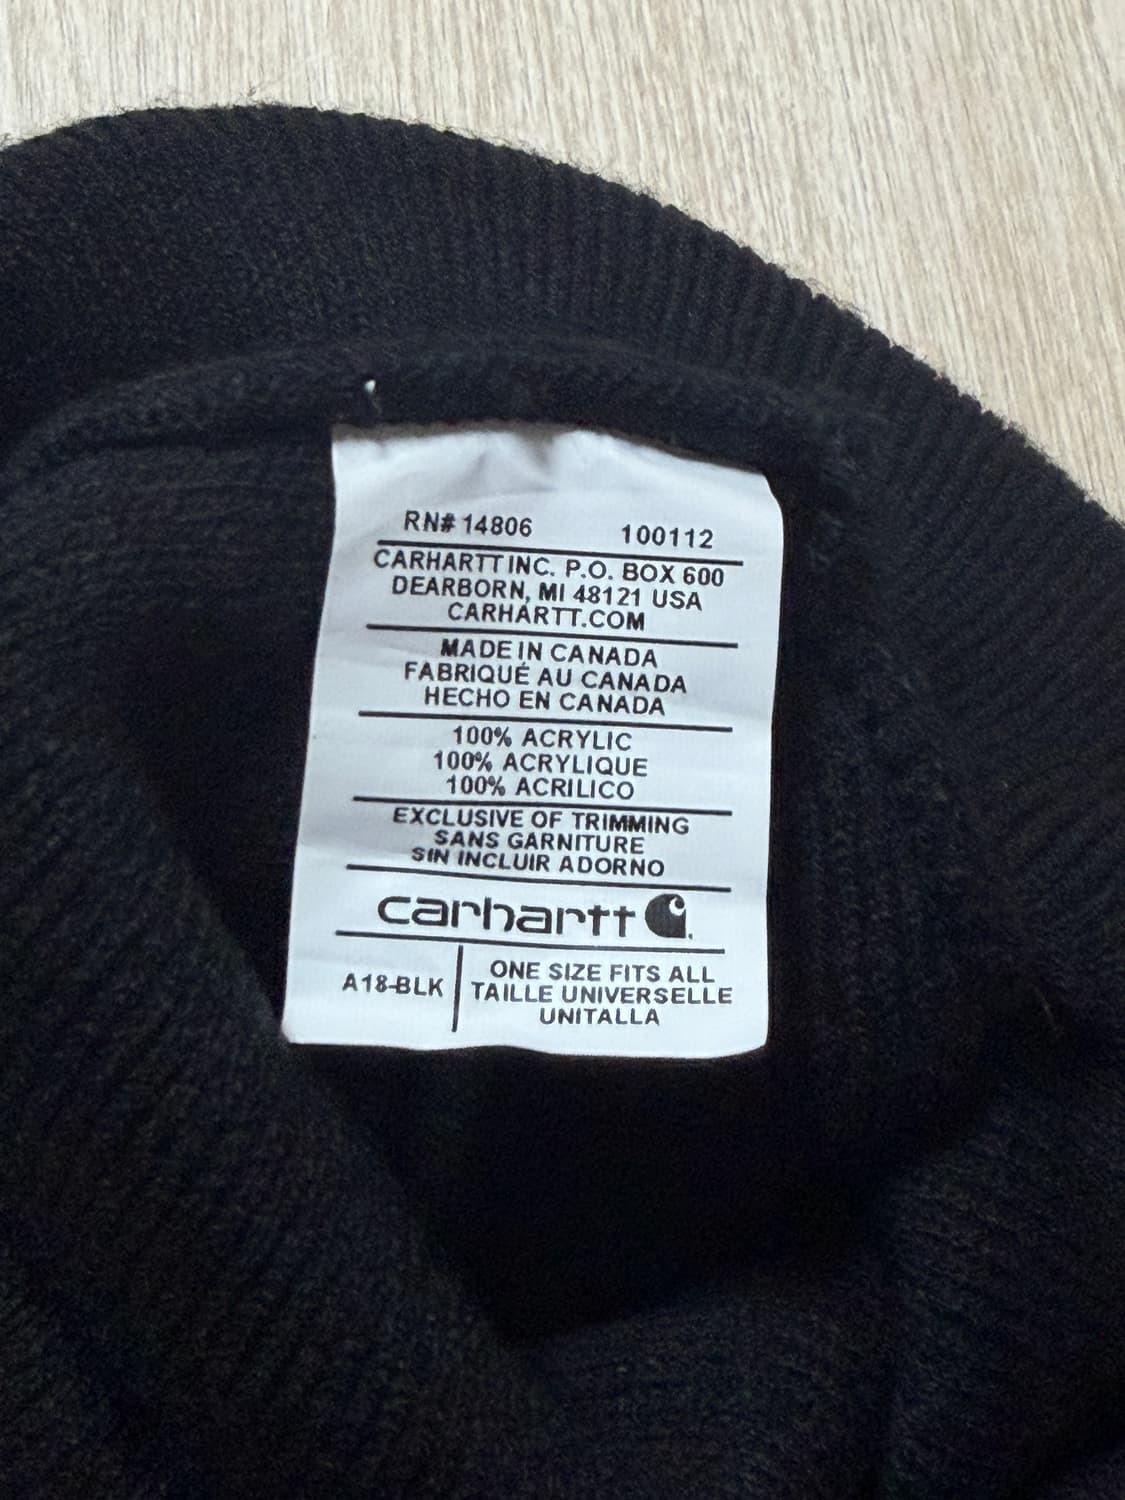 RN# 14806 100112
CARHARTT INC. P.O. BOX 600
DEARBORN, MI 48121 USA
CARHARTT.COM
MADE IN CANADA
FABRIQUÉ AU CANADA
HECHO EN CANADA
100% ACRYLIC
100% ACRYLIQUE
100% ACRILICO
EXCLUSIVE OF TRIMMING
SANS GARNITURE
SIN INCLUIR ADORNO
carhartt
A18-BLK
ONE SIZE FITS ALL
TAILLE UNIVERSELLE
UNITALLA